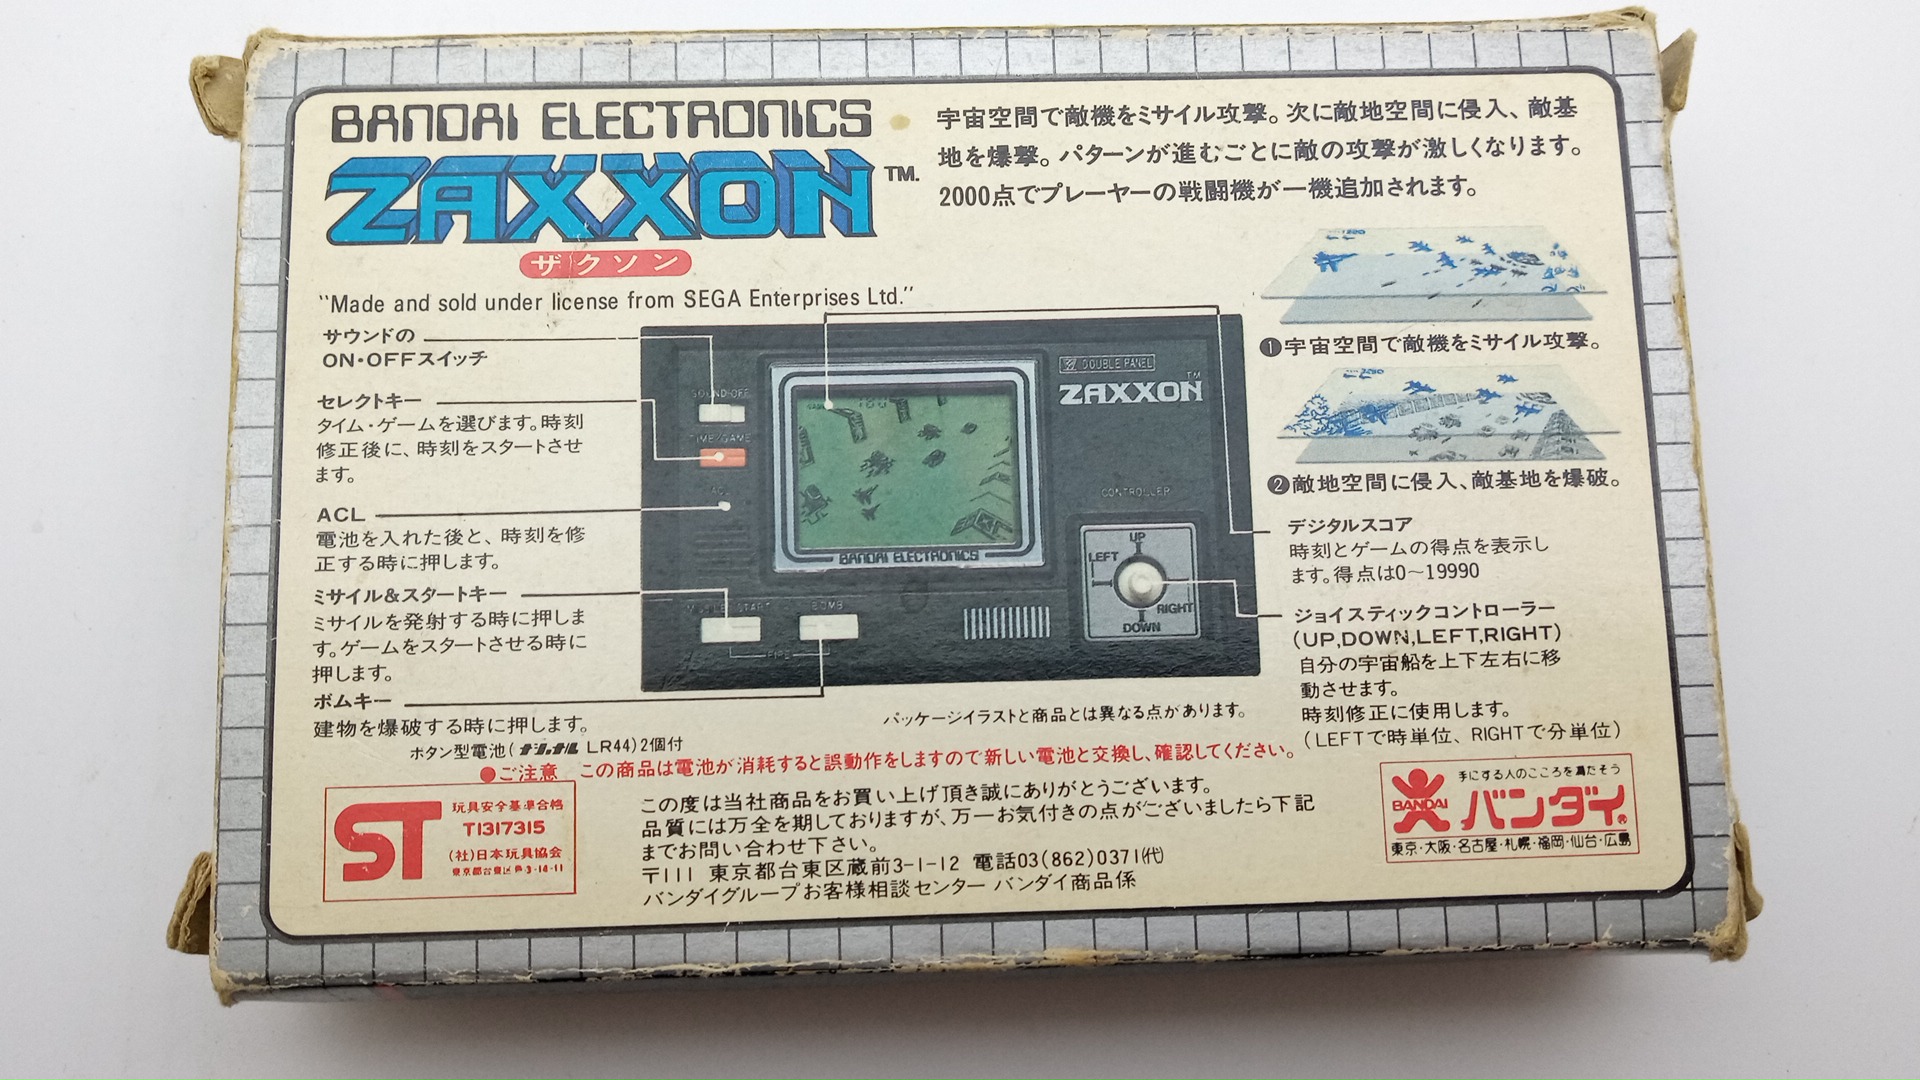 BANDAI ELECTRONICS
ZAXXON TM.
ザクソン
"Made and sold under license from SEGA Enterprises Ltd."
宇宙空間で敵機をミサイル攻撃。次に敵地空間に侵入、敵基
地を爆撃。パターンが進むごとに敵の攻撃が激しくなります。
2000点でプレーヤーの戦闘機が一機追加されます。
サウンドの
ON・OFFスイッチ
セレクトキー
タイム・ゲームを選びます。時刻
修正後に、時刻をスタートさせ
ます。
ACL
電池を入れた後と、時刻を修
正する時に押します。
ミサイル&スタートキー
ミサイルを発射する時に押しま
す。ゲームをスタートさせる時に
押します。
ボムキー
建物を爆破する時に押します。
ボタン型電池(ナショナル LR44)2個付
SOUND-OFF
TIME/GAME
ACL
START
BOMB
FIRE
BANDAI ELECTRONICS
DOUBLE PANEL
ZAXXON TM
CONTROLLER
UP
LEFT
RIGHT
DOWN
❶宇宙空間で敵機をミサイル攻撃。
❷敵地空間に侵入、敵基地を爆破。
デジタルスコア
時刻とゲームの得点を表示し
ます。得点は0〜19990
ジョイスティックコントローラー
(UP,DOWN,LEFT,RIGHT)
自分の宇宙船を上下左右に移
動させます。
時刻修正に使用します。
(LEFTで時単位、RIGHTで分単位)
パッケージイラストと商品とは異なる点があります。
●ご注意 この商品は電池が消耗すると誤動作をしますので新しい電池と交換し、確認してください。
ST
玩具安全基準合格
T1317315
(社)日本玩具協会
この度は当社商品をお買い上げ頂き誠にありがとうございます。
品質には万全を期しておりますが、万一お気付きの点がございましたら下記
までお問い合わせ下さい。
〒111 東京都台東区蔵前3-1-12 電話03(862)0371(代)
バンダイグループお客様相談センター バンダイ商品係
手にする人のこころを満たそう
BANDAI バンダイ®
東京・大阪・名古屋・札幌・福岡・仙台・広島